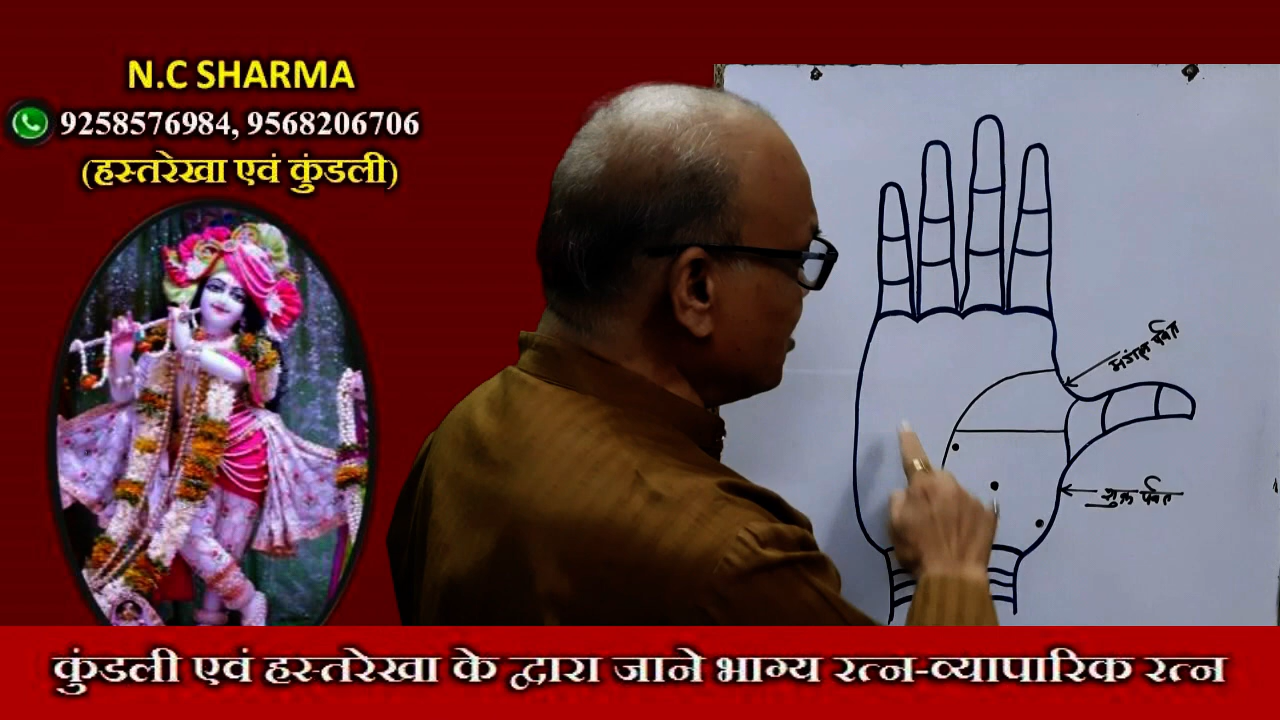 N.C SHARMA
9258576984, 9568206706
(हस्तरेखा एवं कुंडली)
मंगल पर्वत
शुक्र पर्वत
कुंडली एवं हस्तरेखा के द्वारा जाने भाग्य रत्न-व्यापारिक रत्न